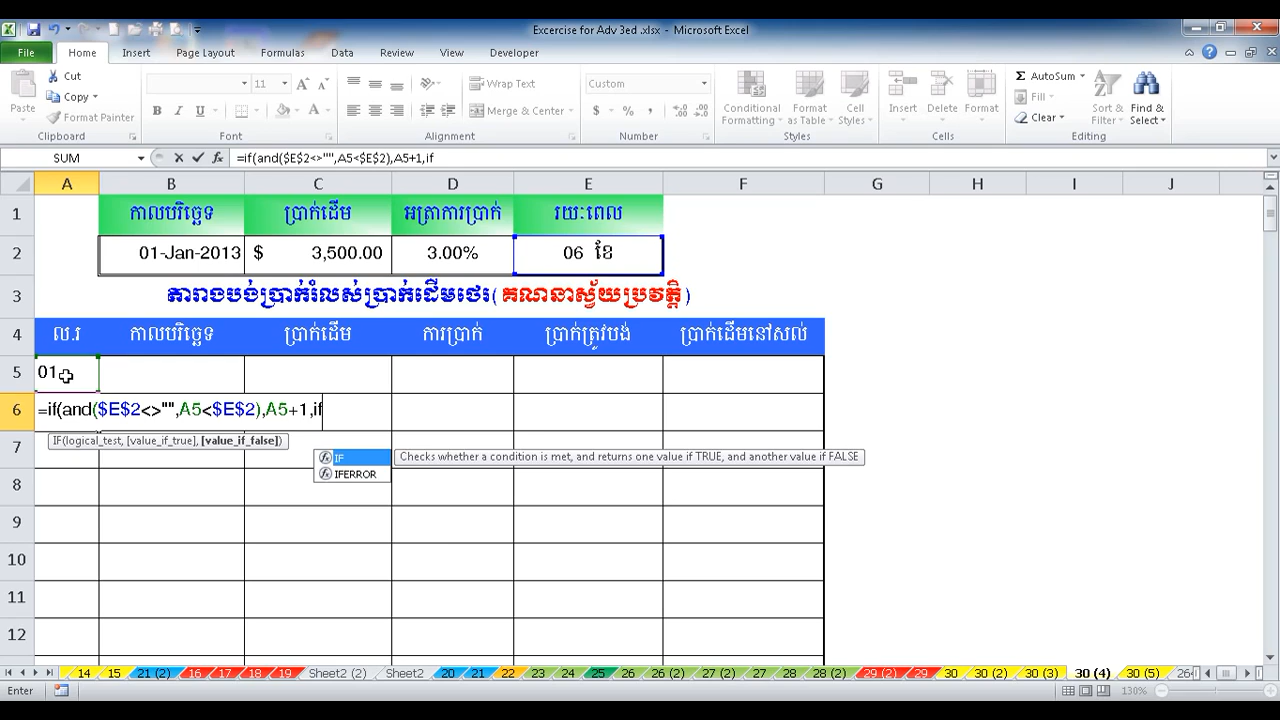 Exercise for Adv 3ed .xlsx - Microsoft Excel
File Home Insert Page Layout Formulas Data Review View Developer
Paste
Cut
Copy
Format Painter
Clipboard
11
Font
Wrap Text
Merge & Center
Alignment
Custom
Number
Conditional Formatting
Format as Table
Cell Styles
Styles
Insert Delete Format
Cells
AutoSum
Fill
Clear
Sort & Filter
Find & Select
Editing
SUM =if(and($E$2<>"",A5<$E$2),A5+1,if
A B C D E F G H I J
1 កាលបរិច្ឆេទ ប្រាក់ដើម អត្រាការប្រាក់ រយៈពេល
2 01-Jan-2013 $ 3,500.00 3.00% 06 ខែ
3 តារាងបង់ប្រាក់រំលស់ប្រាក់ដើមថេរ(គណនាស្វ័យប្រវត្តិ)
4 ល.រ កាលបរិច្ឆេទ ប្រាក់ដើម ការប្រាក់ ប្រាក់ត្រូវបង់ ប្រាក់ដើមនៅសល់
5 01
6 =if(and($E$2<>"",A5<$E$2),A5+1,if
IF(logical_test, [value_if_true], [value_if_false])
7
IF Checks whether a condition is met, and returns one value if TRUE, and another value if FALSE
IFERROR
8
9
10
11
12
14 15 21 (2) 16 17 18 19 Sheet2 (2) Sheet2 20 21 22 23 24 25 26 26 (2) 27 27 (2) 28 28 (2) 29 (2) 29 30 30 (2) 30 (3) 30 (4) 30 (5) 26
Enter 130%